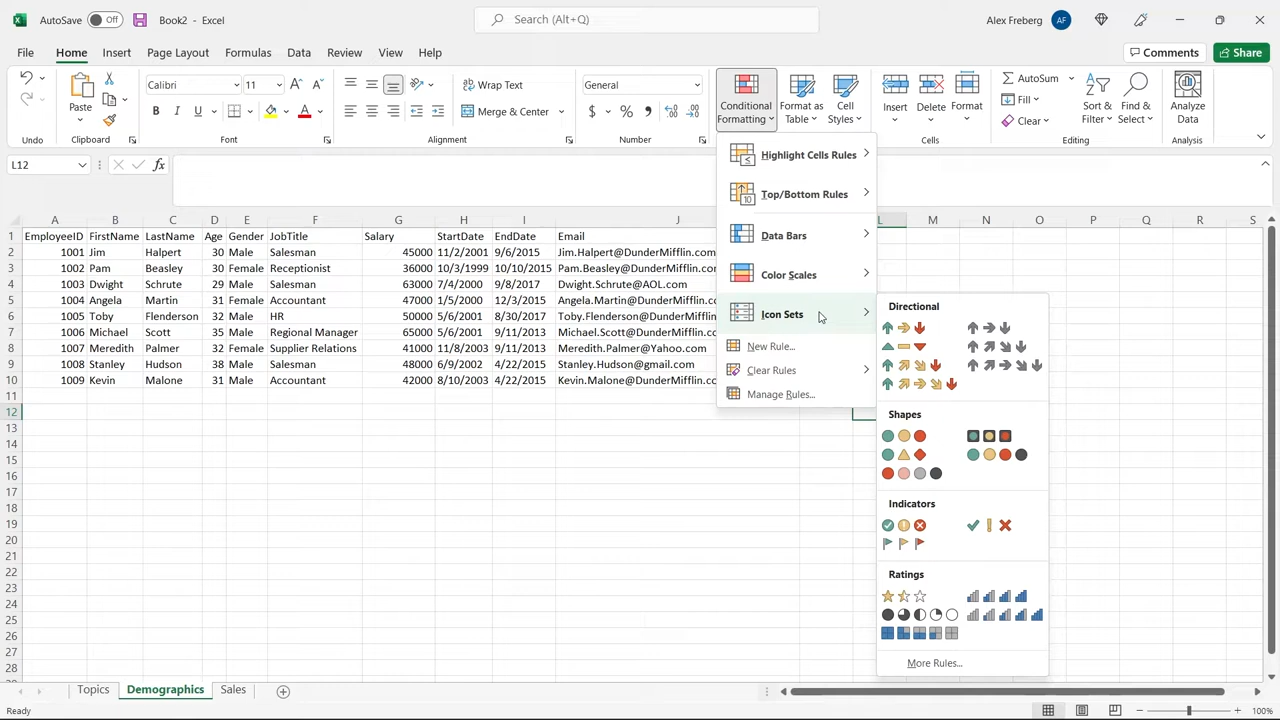 AutoSave Off Book2 - Excel Search (Alt+Q) Alex Freberg AF
File Home Insert Page Layout Formulas Data Review View Help Comments Share
Calibri 11 Wrap Text General AutoSum
Paste Conditional Formatting Format as Table Cell Styles Insert Delete Format Fill Sort & Filter Find & Select Analyze Data
B I U Merge & Center $ % Clear
Undo Clipboard Font Alignment Number Cells Editing Analysis
L12 fx
A B C D E F G H I J L M N O P Q R S
1 EmployeeID FirstName LastName Age Gender JobTitle Salary StartDate EndDate Email
2 1001 Jim Halpert 30 Male Salesman 45000 11/2/2001 9/6/2015 Jim.Halpert@DunderMifflin.com
3 1002 Pam Beasley 30 Female Receptionist 36000 10/3/1999 10/10/2015 Pam.Beasley@DunderMifflin.com
4 1003 Dwight Schrute 29 Male Salesman 63000 7/4/2000 9/8/2017 Dwight.Schrute@AOL.com
5 1004 Angela Martin 31 Female Accountant 47000 1/5/2000 12/3/2015 Angela.Martin@DunderMifflin.cc
6 1005 Toby Flenderson 32 Male HR 50000 5/6/2001 8/30/2017 Toby.Flenderson@DunderMifflin
7 1006 Michael Scott 35 Male Regional Manager 65000 5/6/2001 9/11/2013 Michael.Scott@DunderMifflin.co
8 1007 Meredith Palmer 32 Female Supplier Relations 41000 11/8/2003 9/11/2013 Meredith.Palmer@Yahoo.com
9 1008 Stanley Hudson 38 Male Salesman 48000 6/9/2002 4/22/2015 Stanley.Hudson@gmail.com
10 1009 Kevin Malone 31 Male Accountant 42000 8/10/2003 4/22/2015 Kevin.Malone@DunderMifflin.co
11
12
13
14
15
16
17
18
19
20
21
22
23
24
25
26
27
28
Highlight Cells Rules
Top/Bottom Rules
Data Bars
Color Scales
Icon Sets
New Rule...
Clear Rules
Manage Rules...
Directional
Shapes
Indicators
Ratings
More Rules...
Topics Demographics Sales
Ready 100%